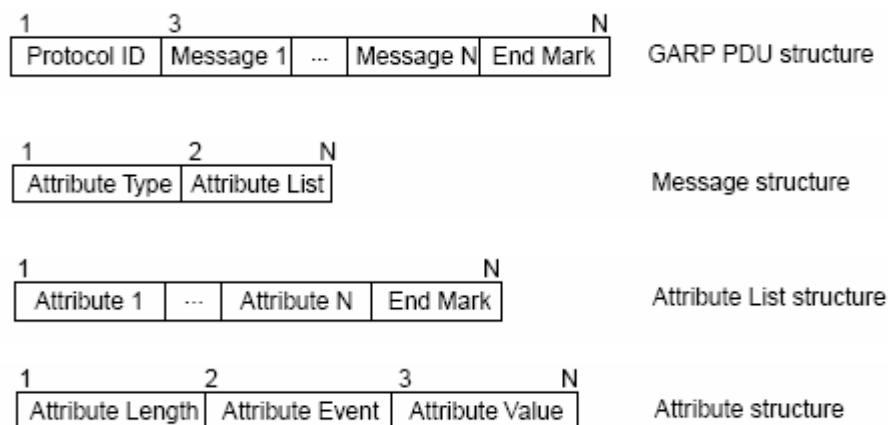 1 3 N
Protocol ID Message 1 ... Message N End Mark GARP PDU structure
1 2 N
Attribute Type Attribute List Message structure
1 N
Attribute 1 ... Attribute N End Mark Attribute List structure
1 2 3 N
Attribute Length Attribute Event Attribute Value Attribute structure